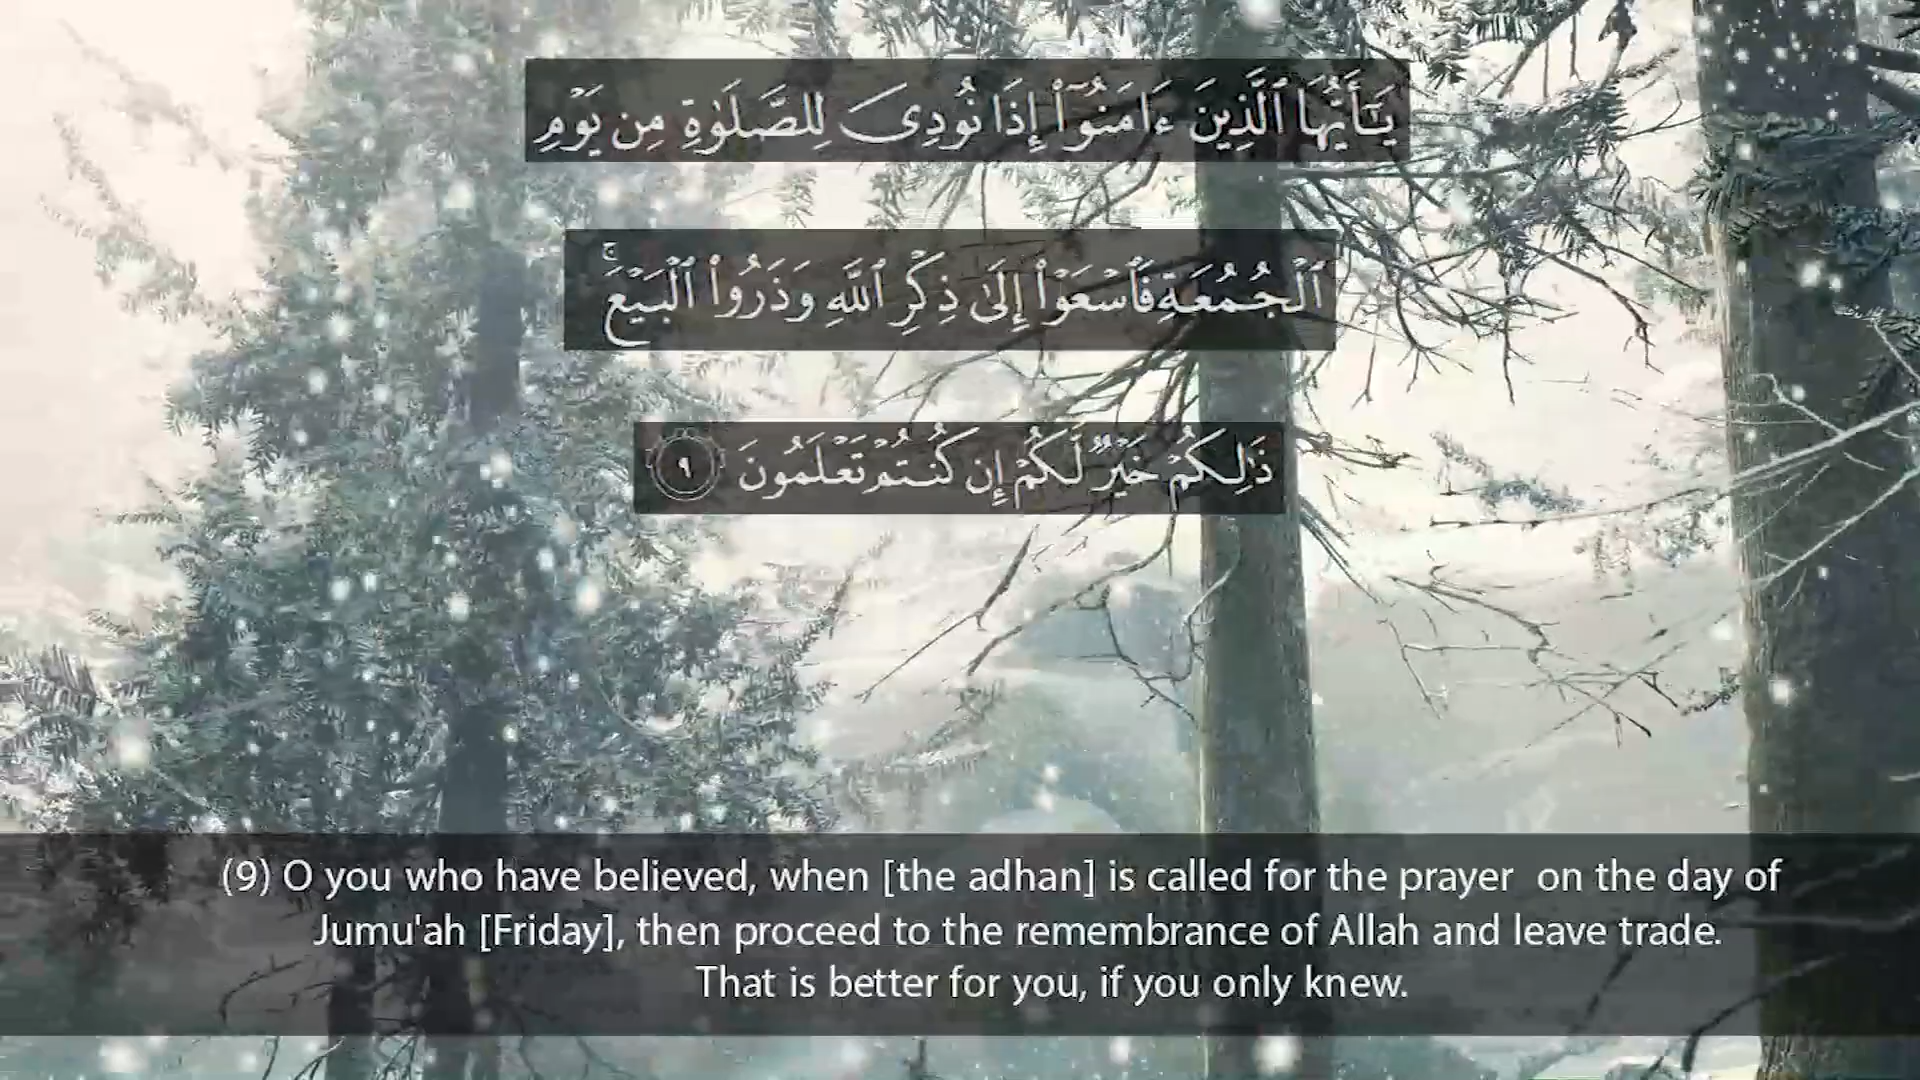 يَـٰٓأَيُّهَا ٱلَّذِينَ ءَامَنُوٓا۟ إِذَا نُودِىَ لِلصَّلَوٰةِ مِن يَوْمِ
ٱلْجُمُعَةِ فَٱسْعَوْا۟ إِلَىٰ ذِكْرِ ٱللَّهِ وَذَرُوا۟ ٱلْبَيْعَ ۚ
ذَٰلِكُمْ خَيْرٌ لَّكُمْ إِن كُنتُمْ تَعْلَمُونَ ٩
(9) O you who have believed, when [the adhan] is called for the prayer  on the day of
Jumu'ah [Friday], then proceed to the remembrance of Allah and leave trade.
That is better for you, if you only knew.